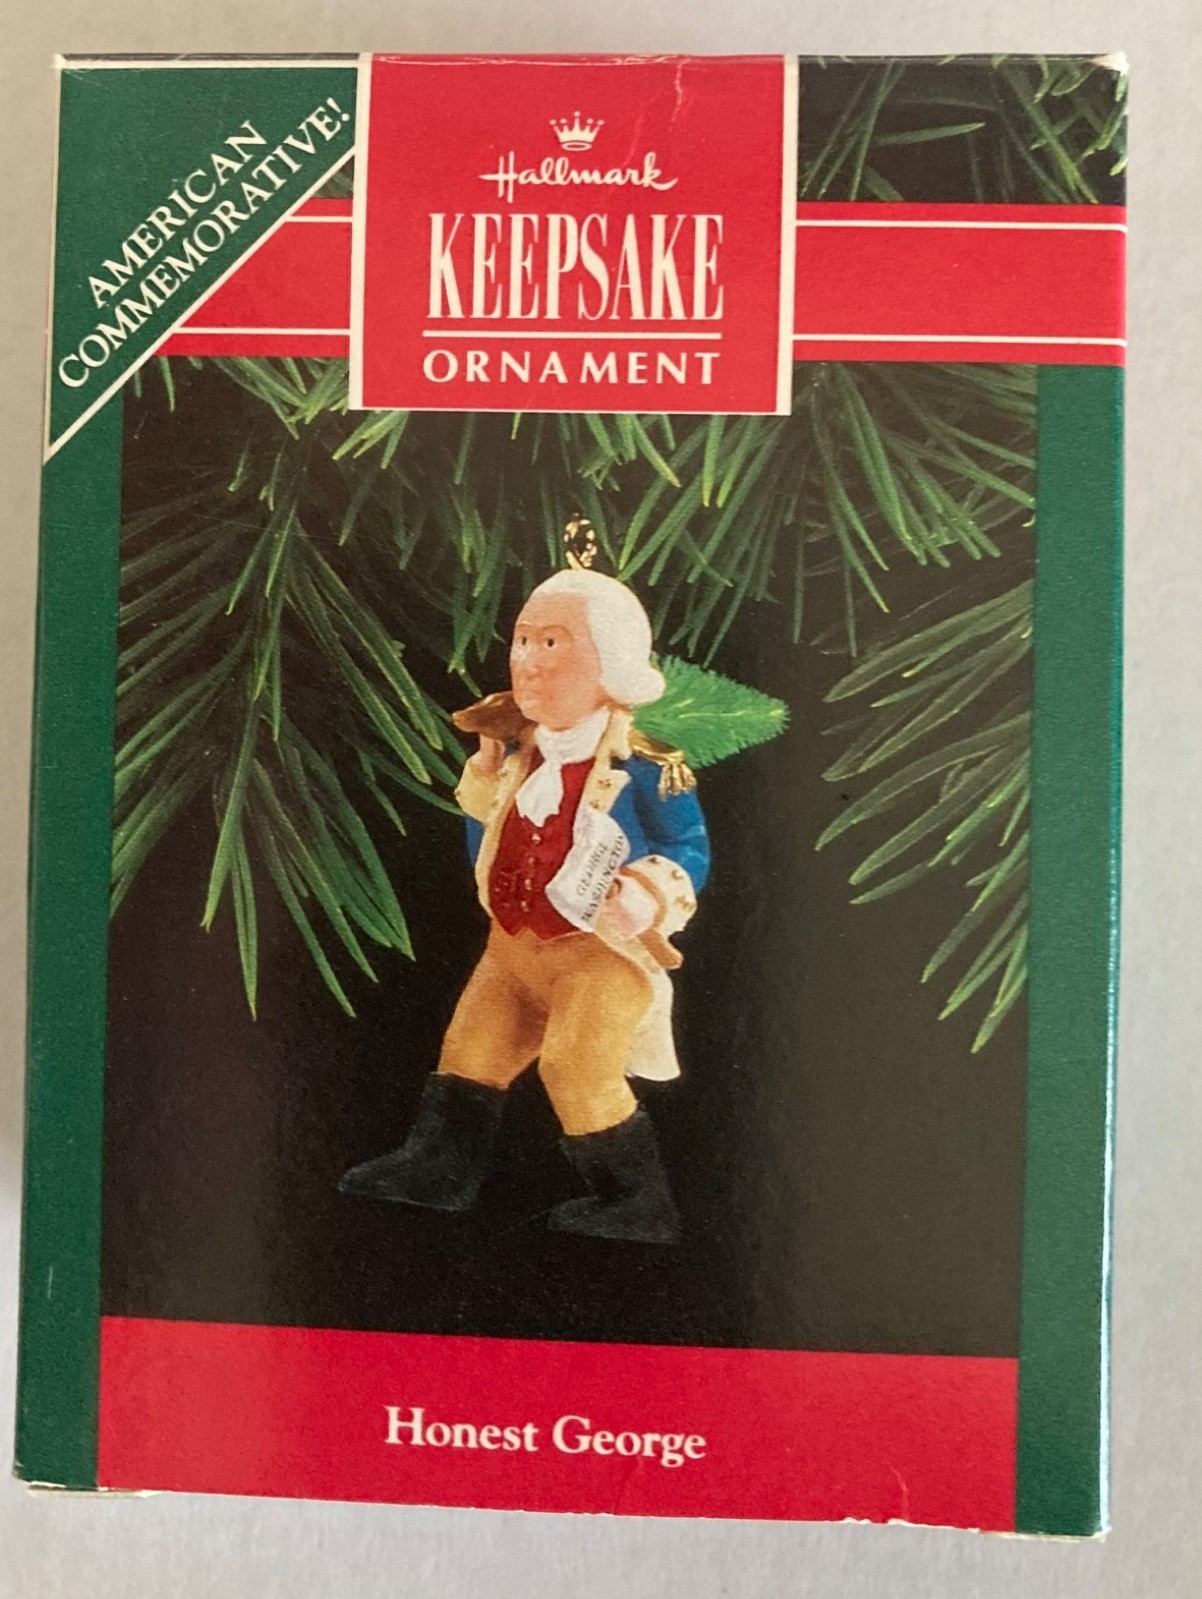 AMERICAN
COMMEMORATIVE!
Hallmark
KEEPSAKE
ORNAMENT
GEORGE
WASHINGTON
Honest George